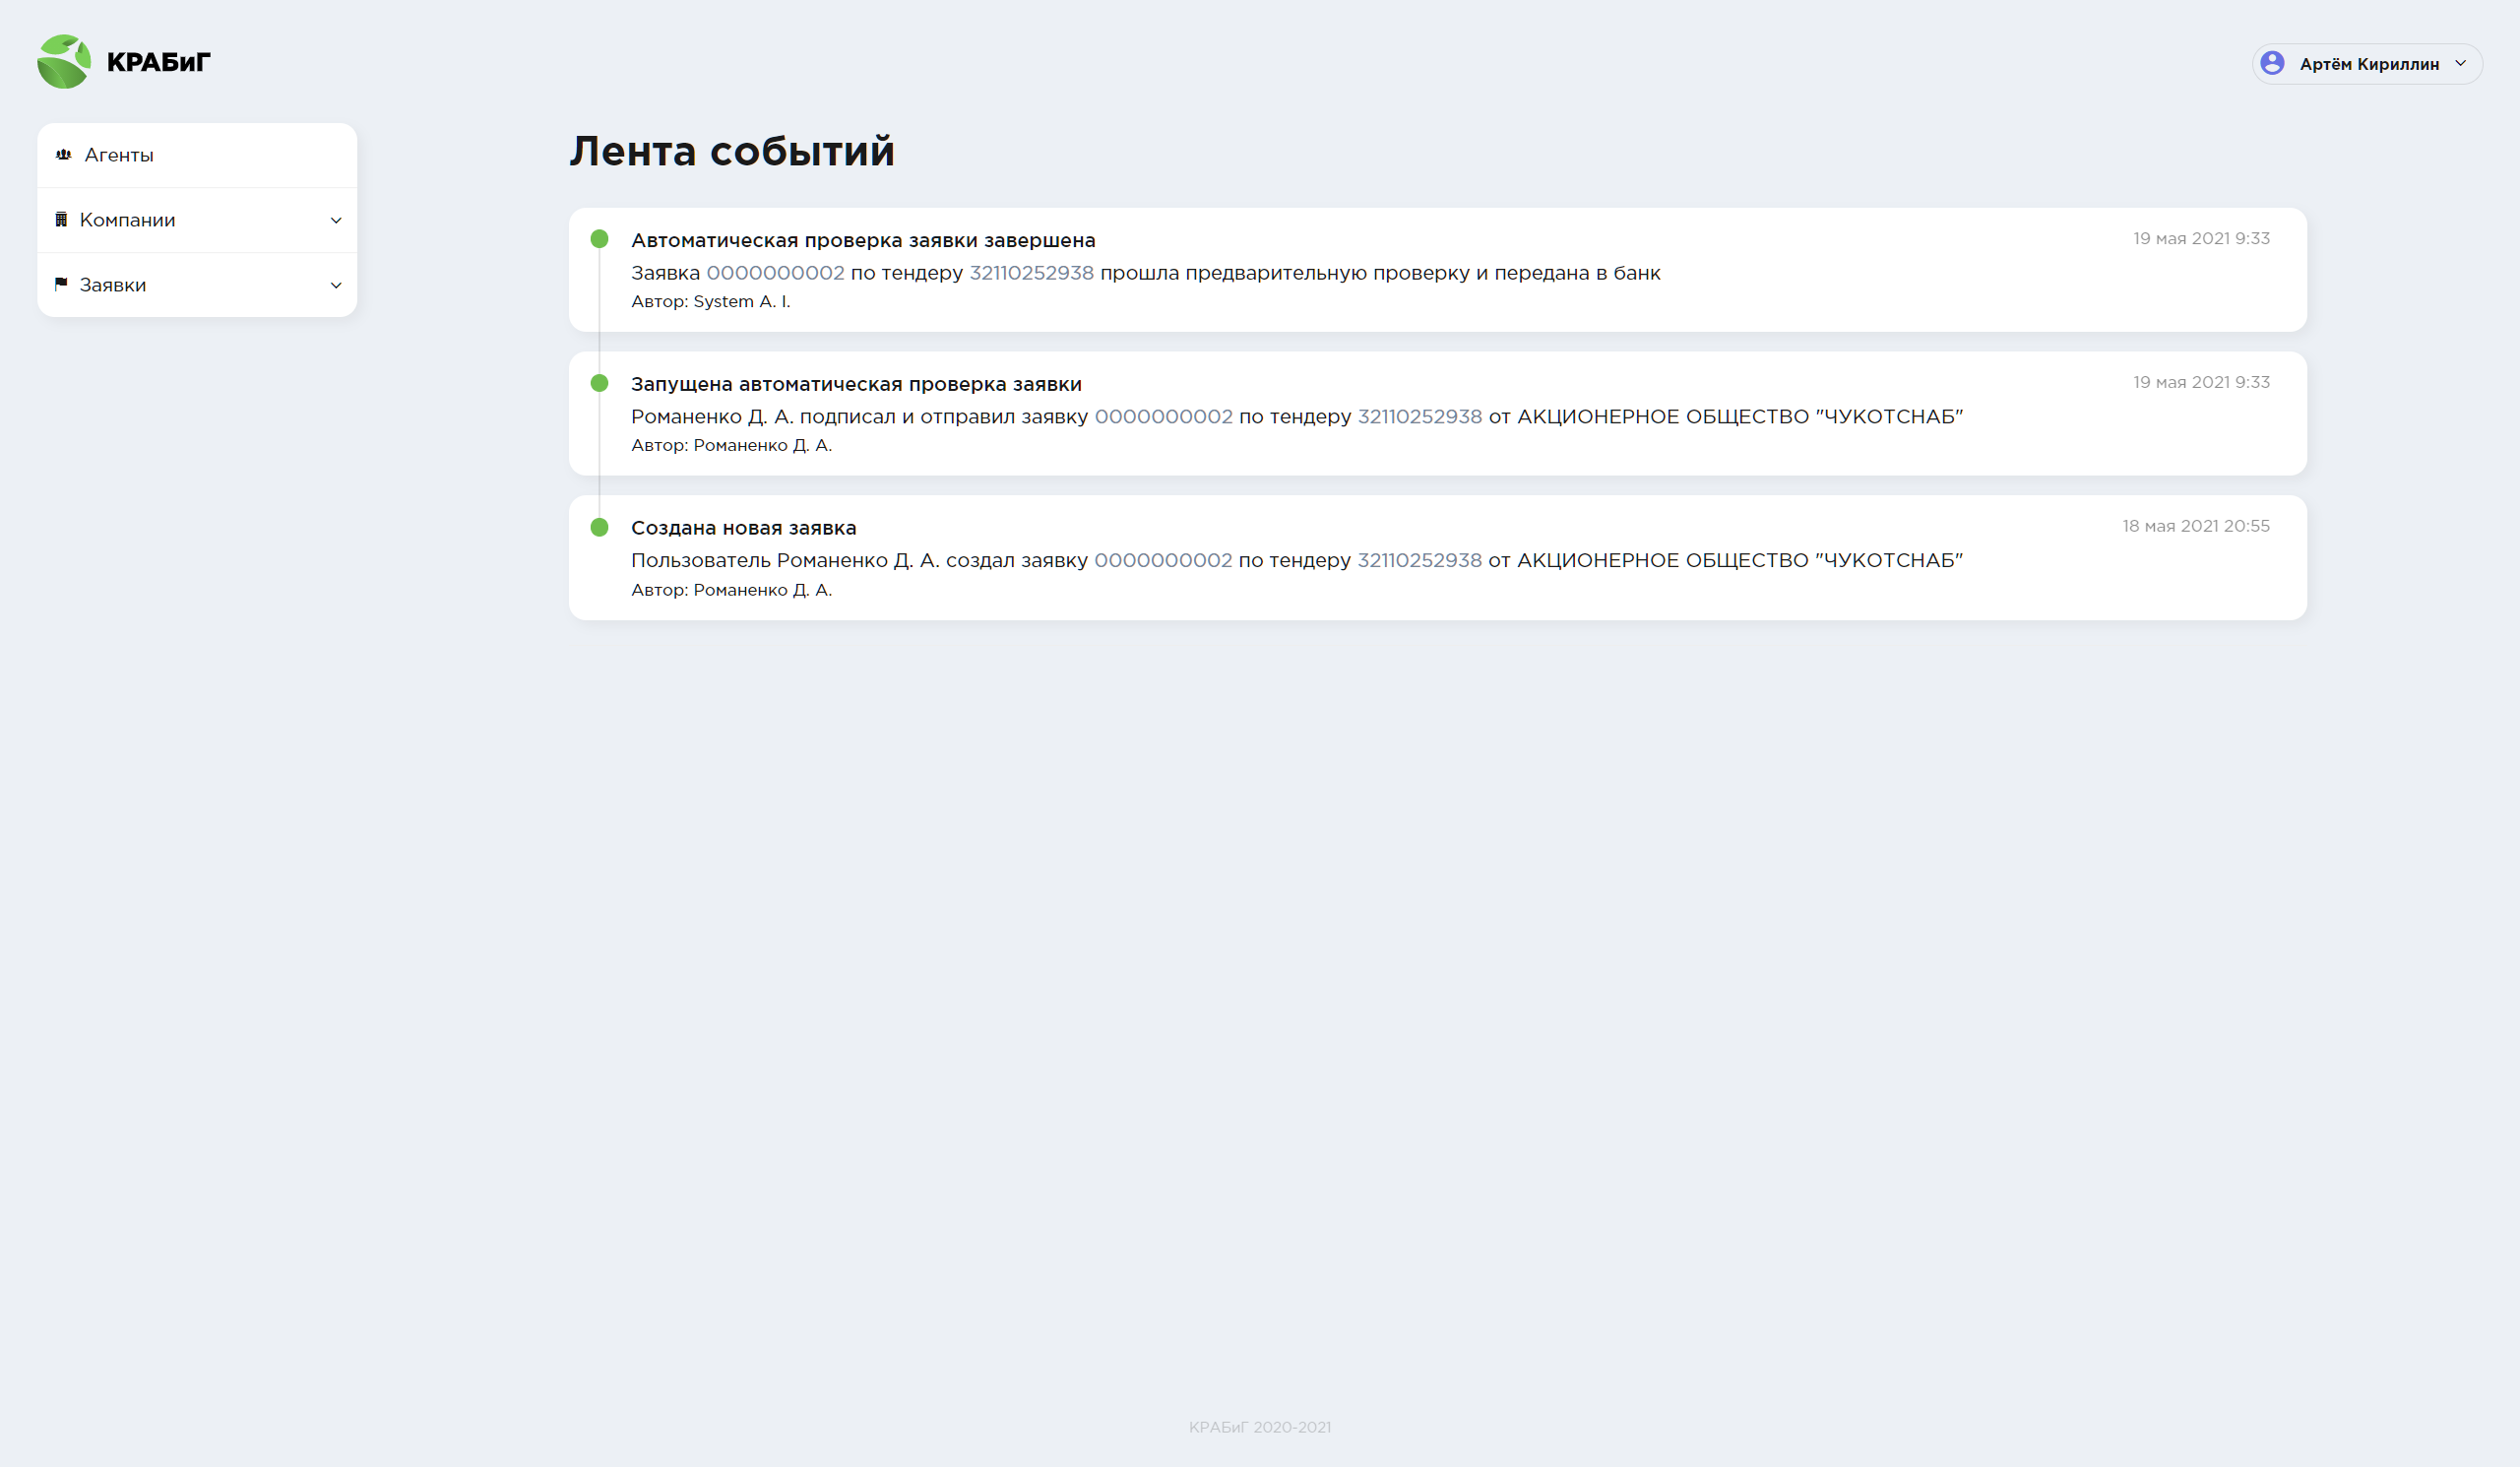 КРАБиГ
Артём Кириллин
Агенты
Компании
Заявки
Лента событий
Автоматическая проверка заявки завершена
19 мая 2021 9:33
Заявка 0000000002 по тендеру 32110252938 прошла предварительную проверку и передана в банк
Автор: System A. I.
Запущена автоматическая проверка заявки
19 мая 2021 9:33
Романенко Д. А. подписал и отправил заявку 0000000002 по тендеру 32110252938 от АКЦИОНЕРНОЕ ОБЩЕСТВО "ЧУКОТСНАБ"
Автор: Романенко Д. А.
Создана новая заявка
18 мая 2021 20:55
Пользователь Романенко Д. А. создал заявку 0000000002 по тендеру 32110252938 от АКЦИОНЕРНОЕ ОБЩЕСТВО "ЧУКОТСНАБ"
Автор: Романенко Д. А.
КРАБиГ 2020-2021